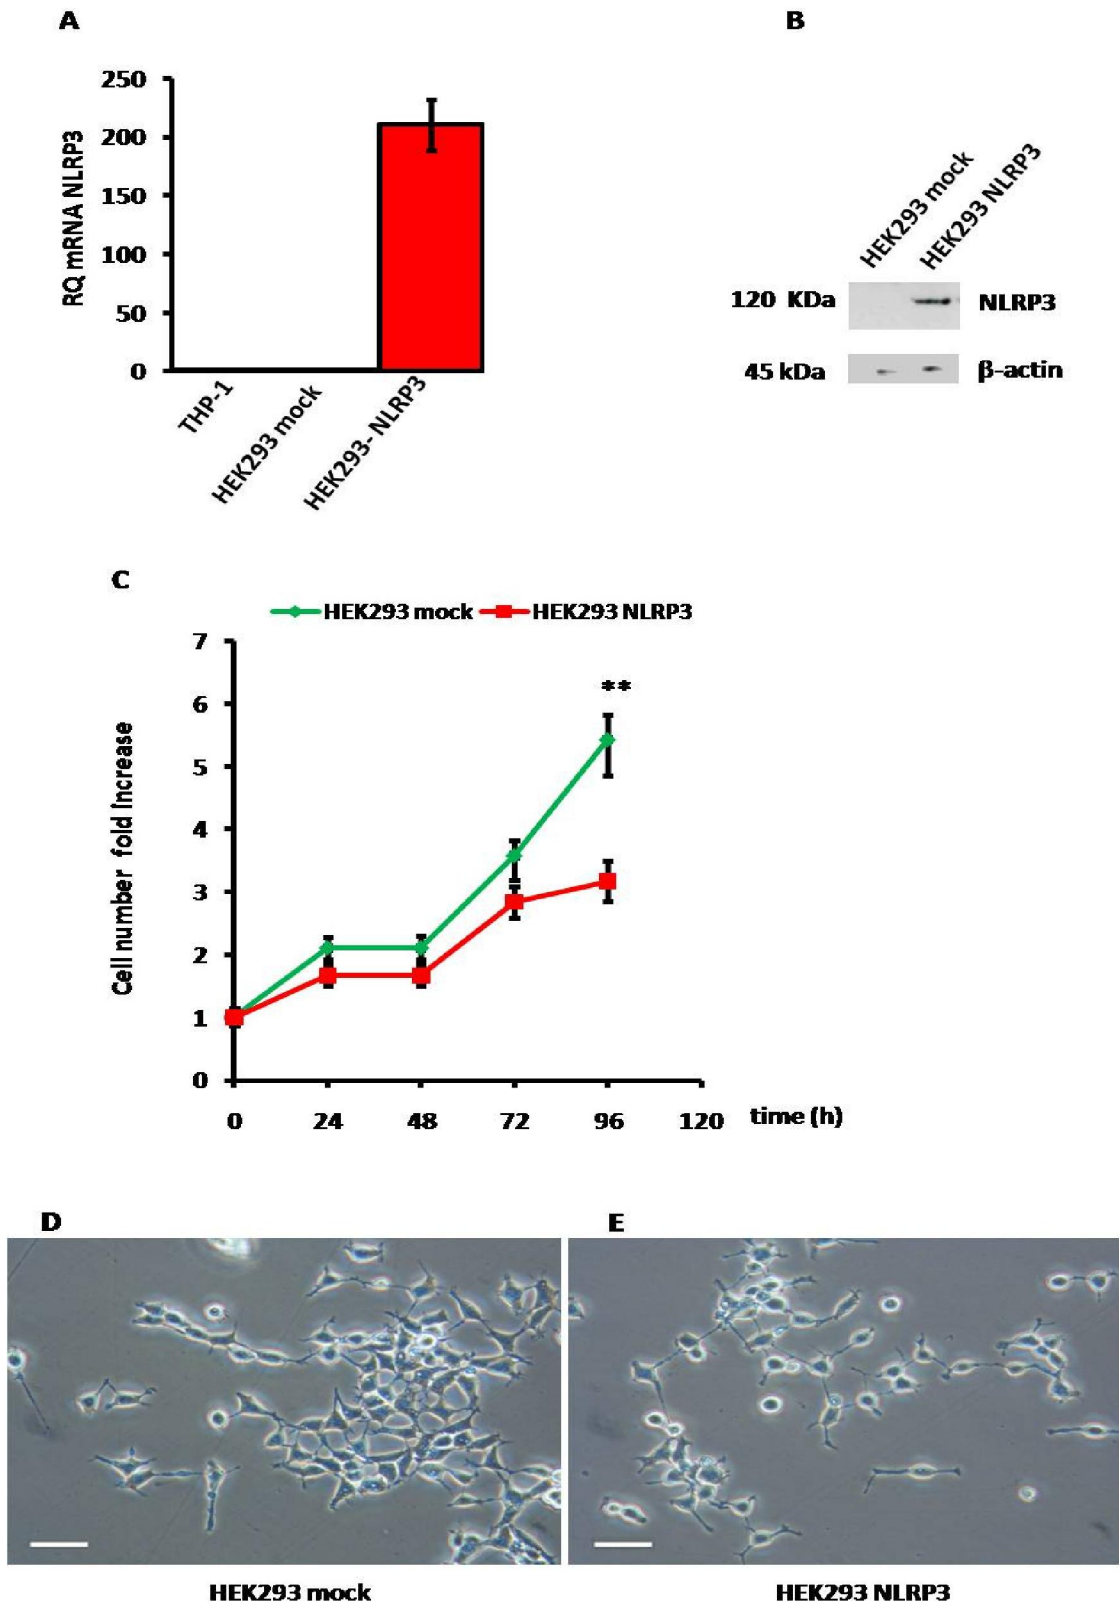 A
B
250
200
150
100
50
0
RQ mRNA NLRP3
THP-1
HEK293 mock
HEK293- NLRP3
HEK293 mock
HEK293 NLRP3
120 KDa
NLRP3
45 kDa
β-actin
C
HEK293 mock HEK293 NLRP3
7
6
5
4
3
2
1
0
Cell number fold Increase
**
0 24 48 72 96 120 time (h)
D
E
HEK293 mock
HEK293 NLRP3